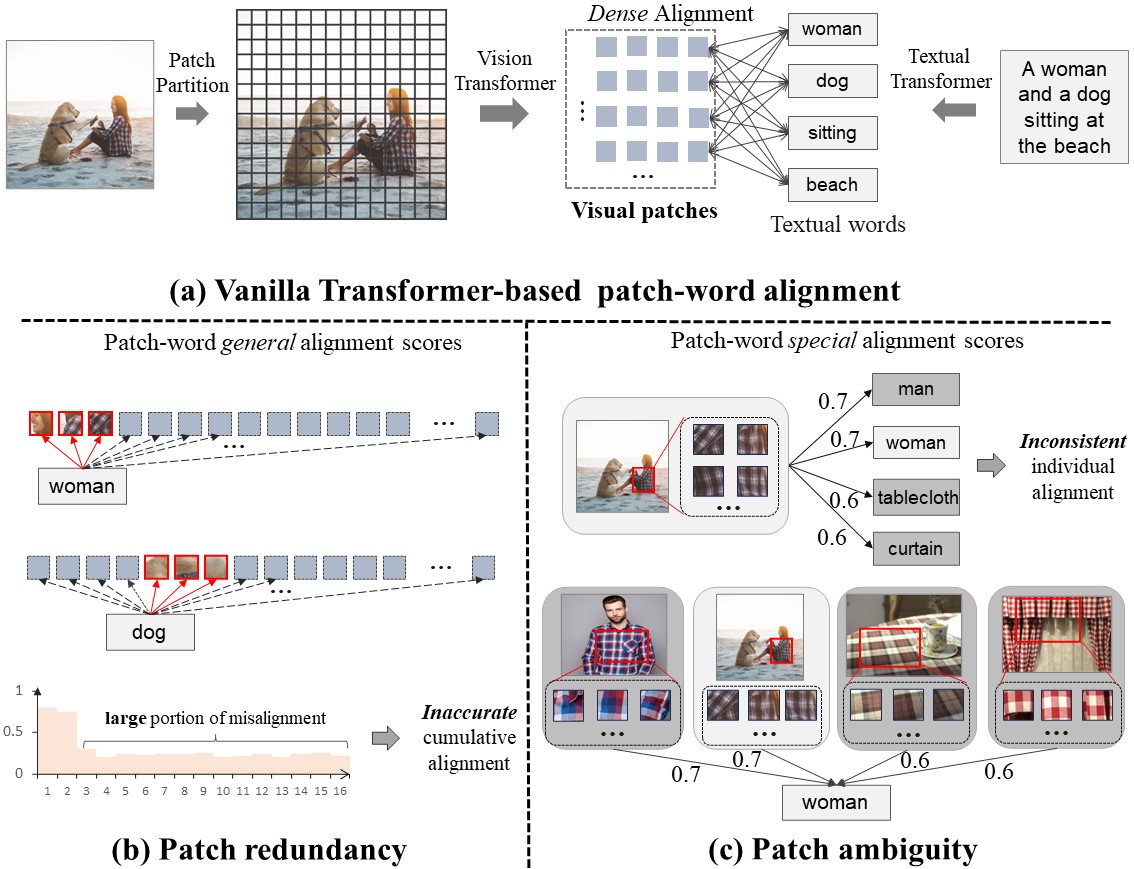 Patch
Partition
Vision
Transformer
Dense Alignment
...
...
Visual patches
woman
dog
sitting
beach
Textual words
Textual
Transformer
A woman
and a dog
sitting at
the beach
(a) Vanilla Transformer-based patch-word alignment
Patch-word general alignment scores
...
...
woman
...
...
dog
1
0.5
0
large portion of misalignment
1 2 3 4 5 6 7 8 9 10 11 12 13 14 15 16
Inaccurate
cumulative
alignment
(b) Patch redundancy
Patch-word special alignment scores
...
0.7
0.7
0.6
0.6
man
woman
tablecloth
curtain
Inconsistent
individual
alignment
... ... ... ...
0.7 0.7 0.6 0.6
woman
(c) Patch ambiguity